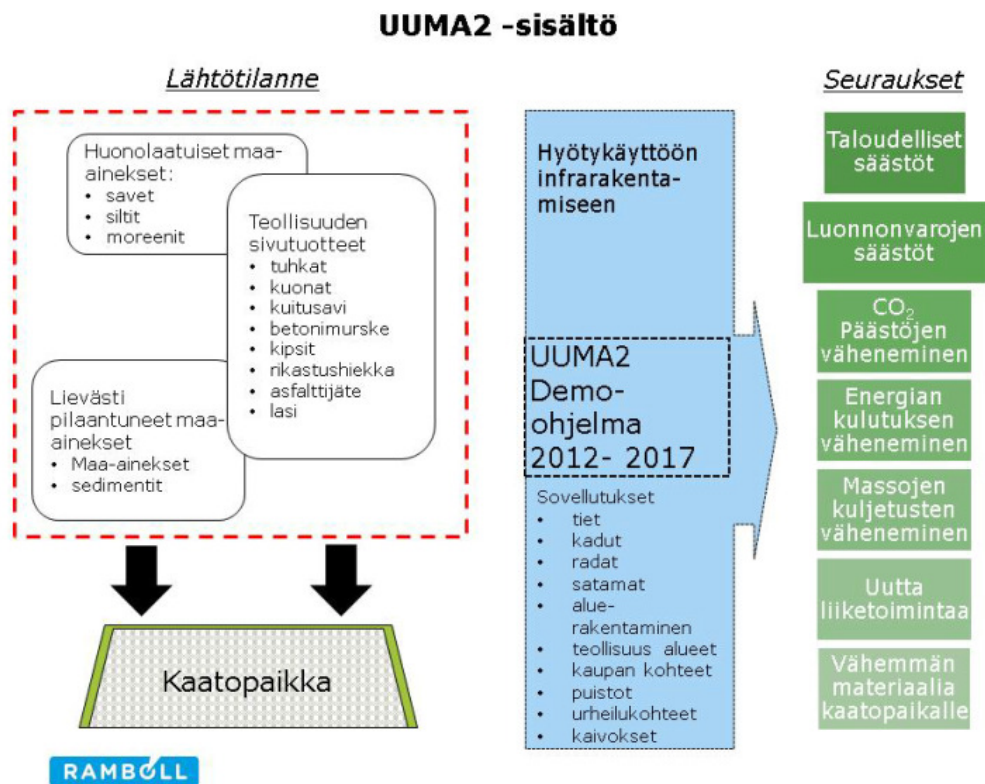 UUMA2 -sisältö
Lähtötilanne
Huonolaatuiset maa-
ainekset:
• savet
• siltit
• moreenit
Teollisuuden
sivutuotteet
• tuhkat
• kuonat
• kuitusavi
• betonimurske
• kipsit
• rikastushiekka
• asfalttijäte
• lasi
Lievästi
pilaantuneet maa-
ainekset
• Maa-ainekset
• sedimentit
Kaatopaikka
RAMBOLL
Hyötykäyttöön
infrarakenta-
miseen
UUMA2
Demo-
ohjelma
2012- 2017
Sovellutukset
• tiet
• kadut
• radat
• satamat
• alue-
rakentaminen
• teollisuus alueet
• kaupan kohteet
• puistot
• urheilukohteet
• kaivokset
Seuraukset
Taloudelliset
säästöt
Luonnonvarojen
säästöt
CO₂
Päästöjen
väheneminen
Energian
kulutuksen
väheneminen
Massojen
kuljetusten
väheneminen
Uutta
liiketoimintaa
Vähemmän
materiaalia
kaatopaikalle